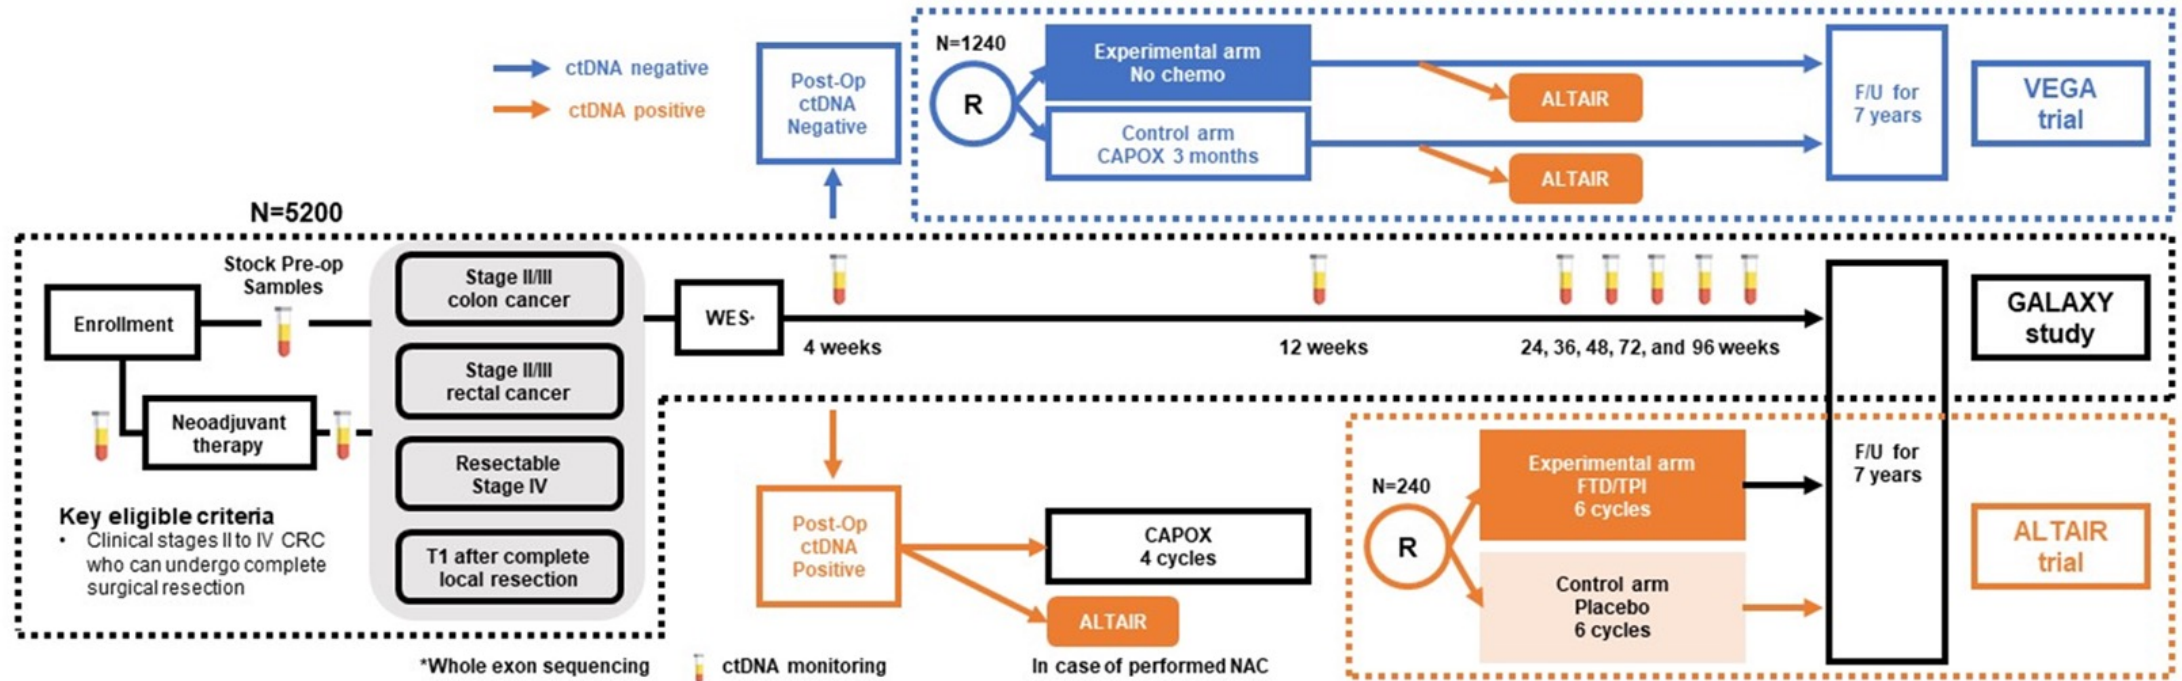 ctDNA negative
ctDNA positive
Post-Op
ctDNA
Negative
N=1240
R
Experimental arm
No chemo
Control arm
CAPOX 3 months
ALTAIR
ALTAIR
F/U for
7 years
VEGA
trial
N=5200
Enrollment
Stock Pre-op
Samples
Neoadjuvant
therapy
Key eligible criteria
• Clinical stages II to IV CRC
who can undergo complete
surgical resection
Stage II/III
colon cancer
Stage II/III
rectal cancer
Resectable
Stage IV
T1 after complete
local resection
WES*
4 weeks
12 weeks
24, 36, 48, 72, and 96 weeks
GALAXY
study
Post-Op
ctDNA
Positive
CAPOX
4 cycles
ALTAIR
In case of performed NAC
N=240
R
Experimental arm
FTD/TPI
6 cycles
Control arm
Placebo
6 cycles
F/U for
7 years
ALTAIR
trial
*Whole exon sequencing
ctDNA monitoring